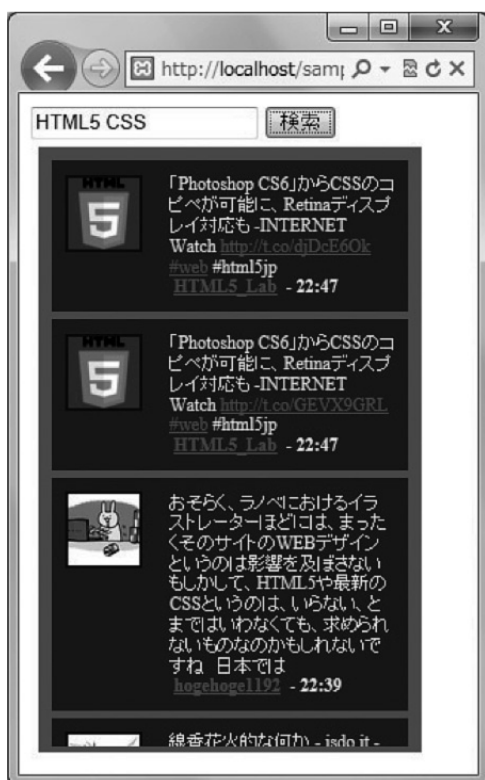 http://localhost/samp
HTML5 CSS
検索
HTML
5
「Photoshop CS6」からCSSのコ
ピペが可能に、Retinaディスプ
レイ対応も -INTERNET
Watch http://t.co/djDcE6Ok
#web #html5jp
HTML5_Lab - 22:47
HTML
5
「Photoshop CS6」からCSSのコ
ピペが可能に、Retinaディスプ
レイ対応も -INTERNET
Watch http://t.co/GEVX9GRL
#web #html5jp
HTML5_Lab - 22:47
おそらく、ラノベにおけるイラ
ストレーターほどには、まった
くそのサイトのWEBデザイン
というのは影響を及ぼさない
もしかして、HTML5や最新の
CSSというのは、いらない、と
まではいわなくても、求められ
ないものなのかもしれないで
すね 日本では
hogehoge1192 - 22:39
線香花火的な何か - jsdo.it -